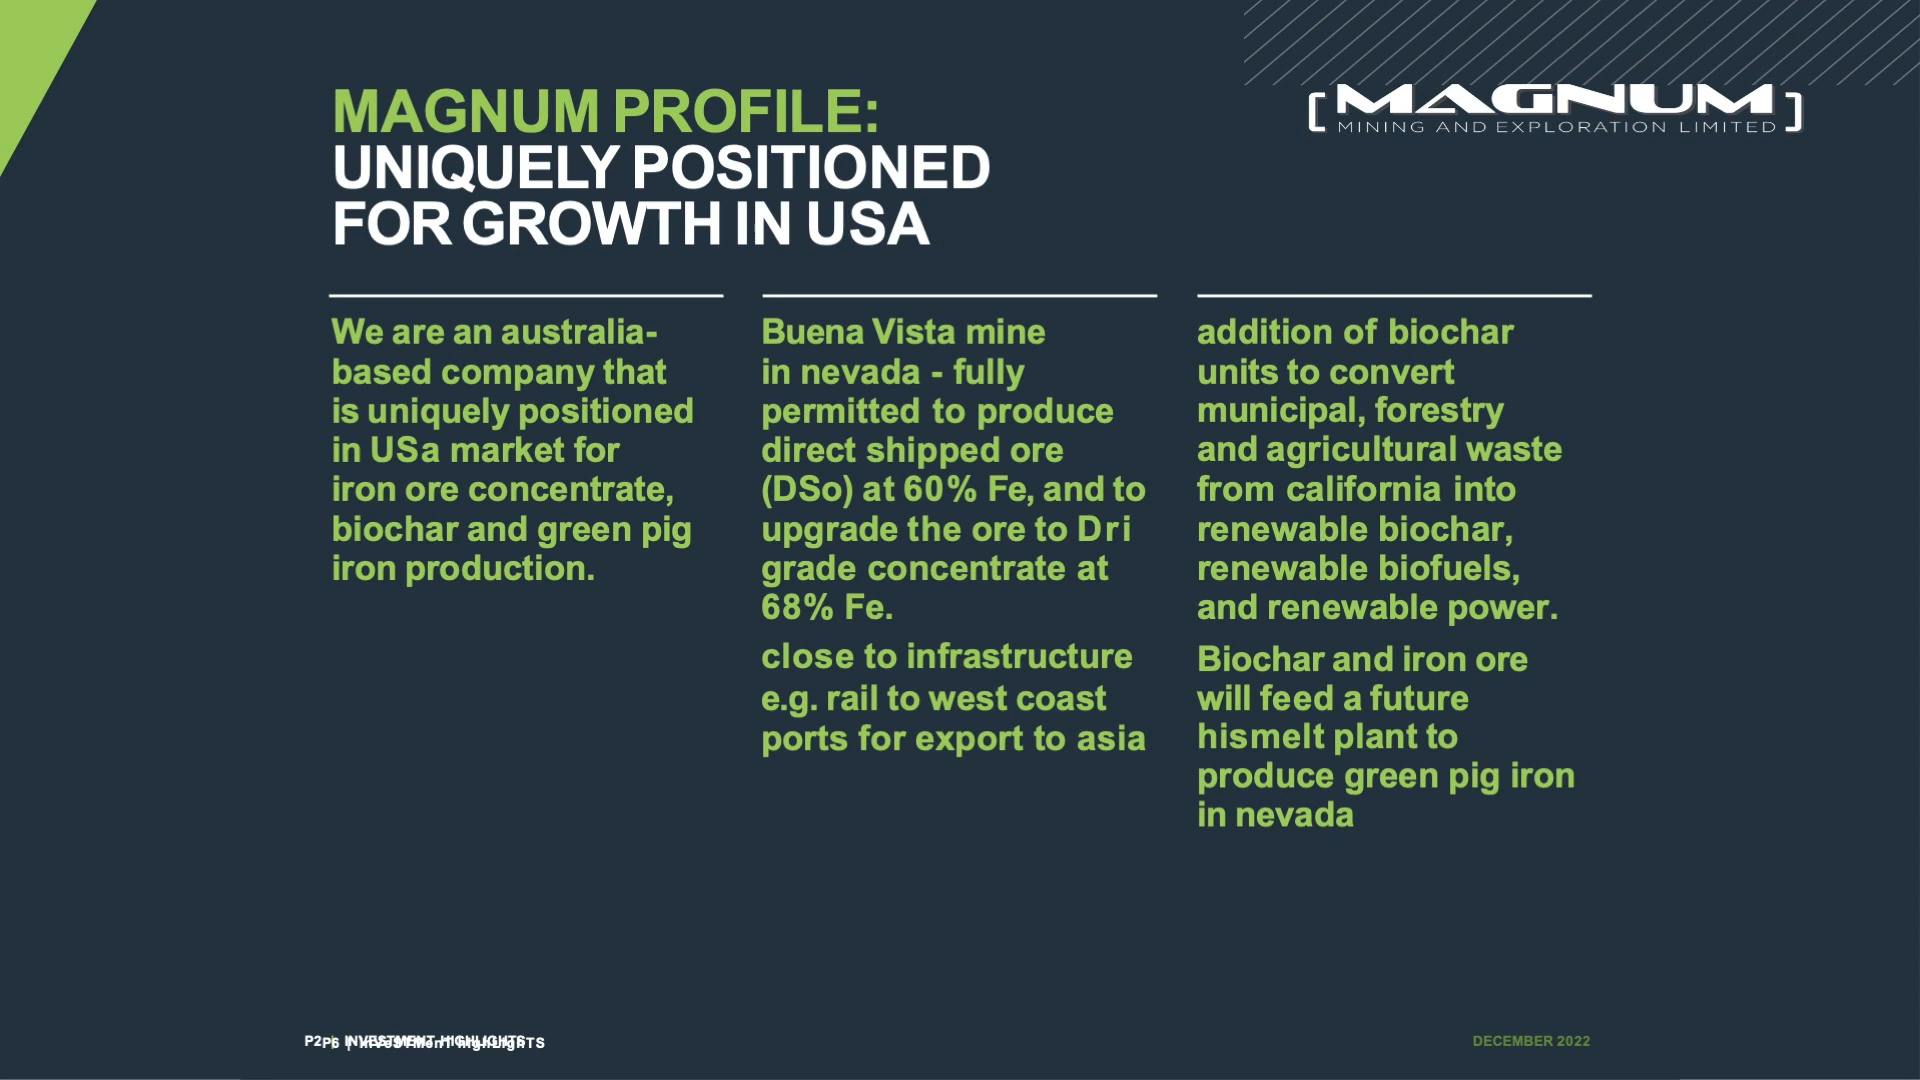 MAGNUM
MINING AND EXPLORATION LIMITED
MAGNUM PROFILE:
UNIQUELY POSITIONED
FOR GROWTH IN USA
We are an australia-
based company that
is uniquely positioned
in USa market for
iron ore concentrate,
biochar and green pig
iron production.
Buena Vista mine
in nevada - fully
permitted to produce
direct shipped ore
(DSo) at 60% Fe, and to
upgrade the ore to Dri
grade concentrate at
68% Fe.
close to infrastructure
e.g. rail to west coast
ports for export to asia
addition of biochar
units to convert
municipal, forestry
and agricultural waste
from california into
renewable biochar,
renewable biofuels,
and renewable power.
Biochar and iron ore
will feed a future
hismelt plant to
produce green pig iron
in nevada
P2 | INVESTMENT HIGHLIGHTS
DECEMBER 2022